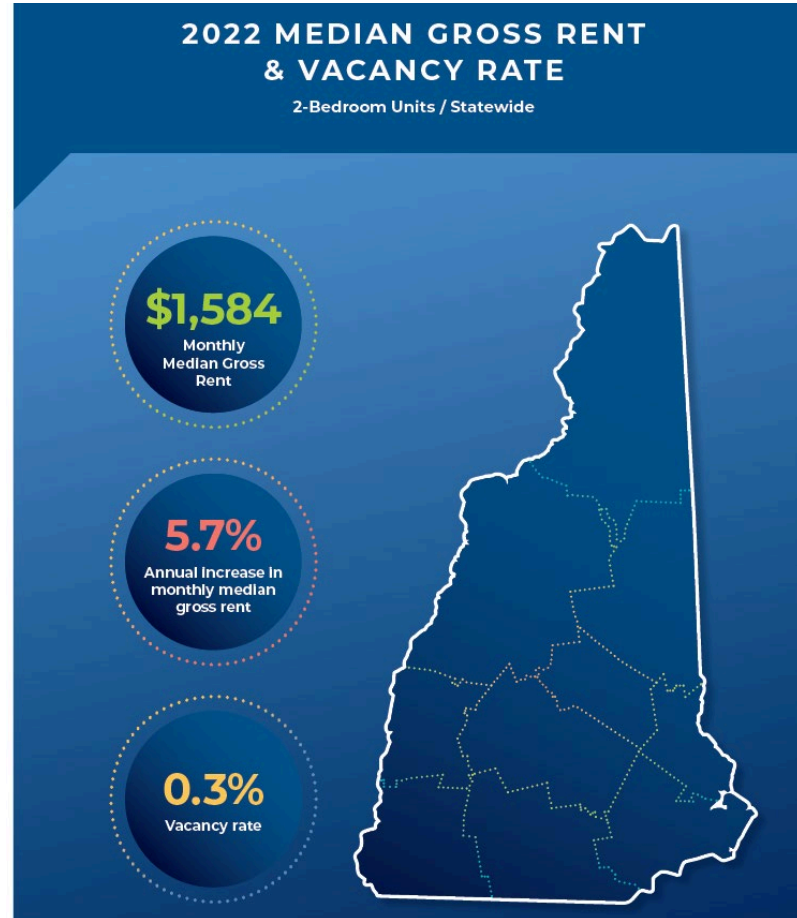 2022 MEDIAN GROSS RENT
& VACANCY RATE
2-Bedroom Units / Statewide
$1,584
Monthly
Median Gross
Rent
5.7%
Annual increase in
monthly median
gross rent
0.3%
Vacancy rate